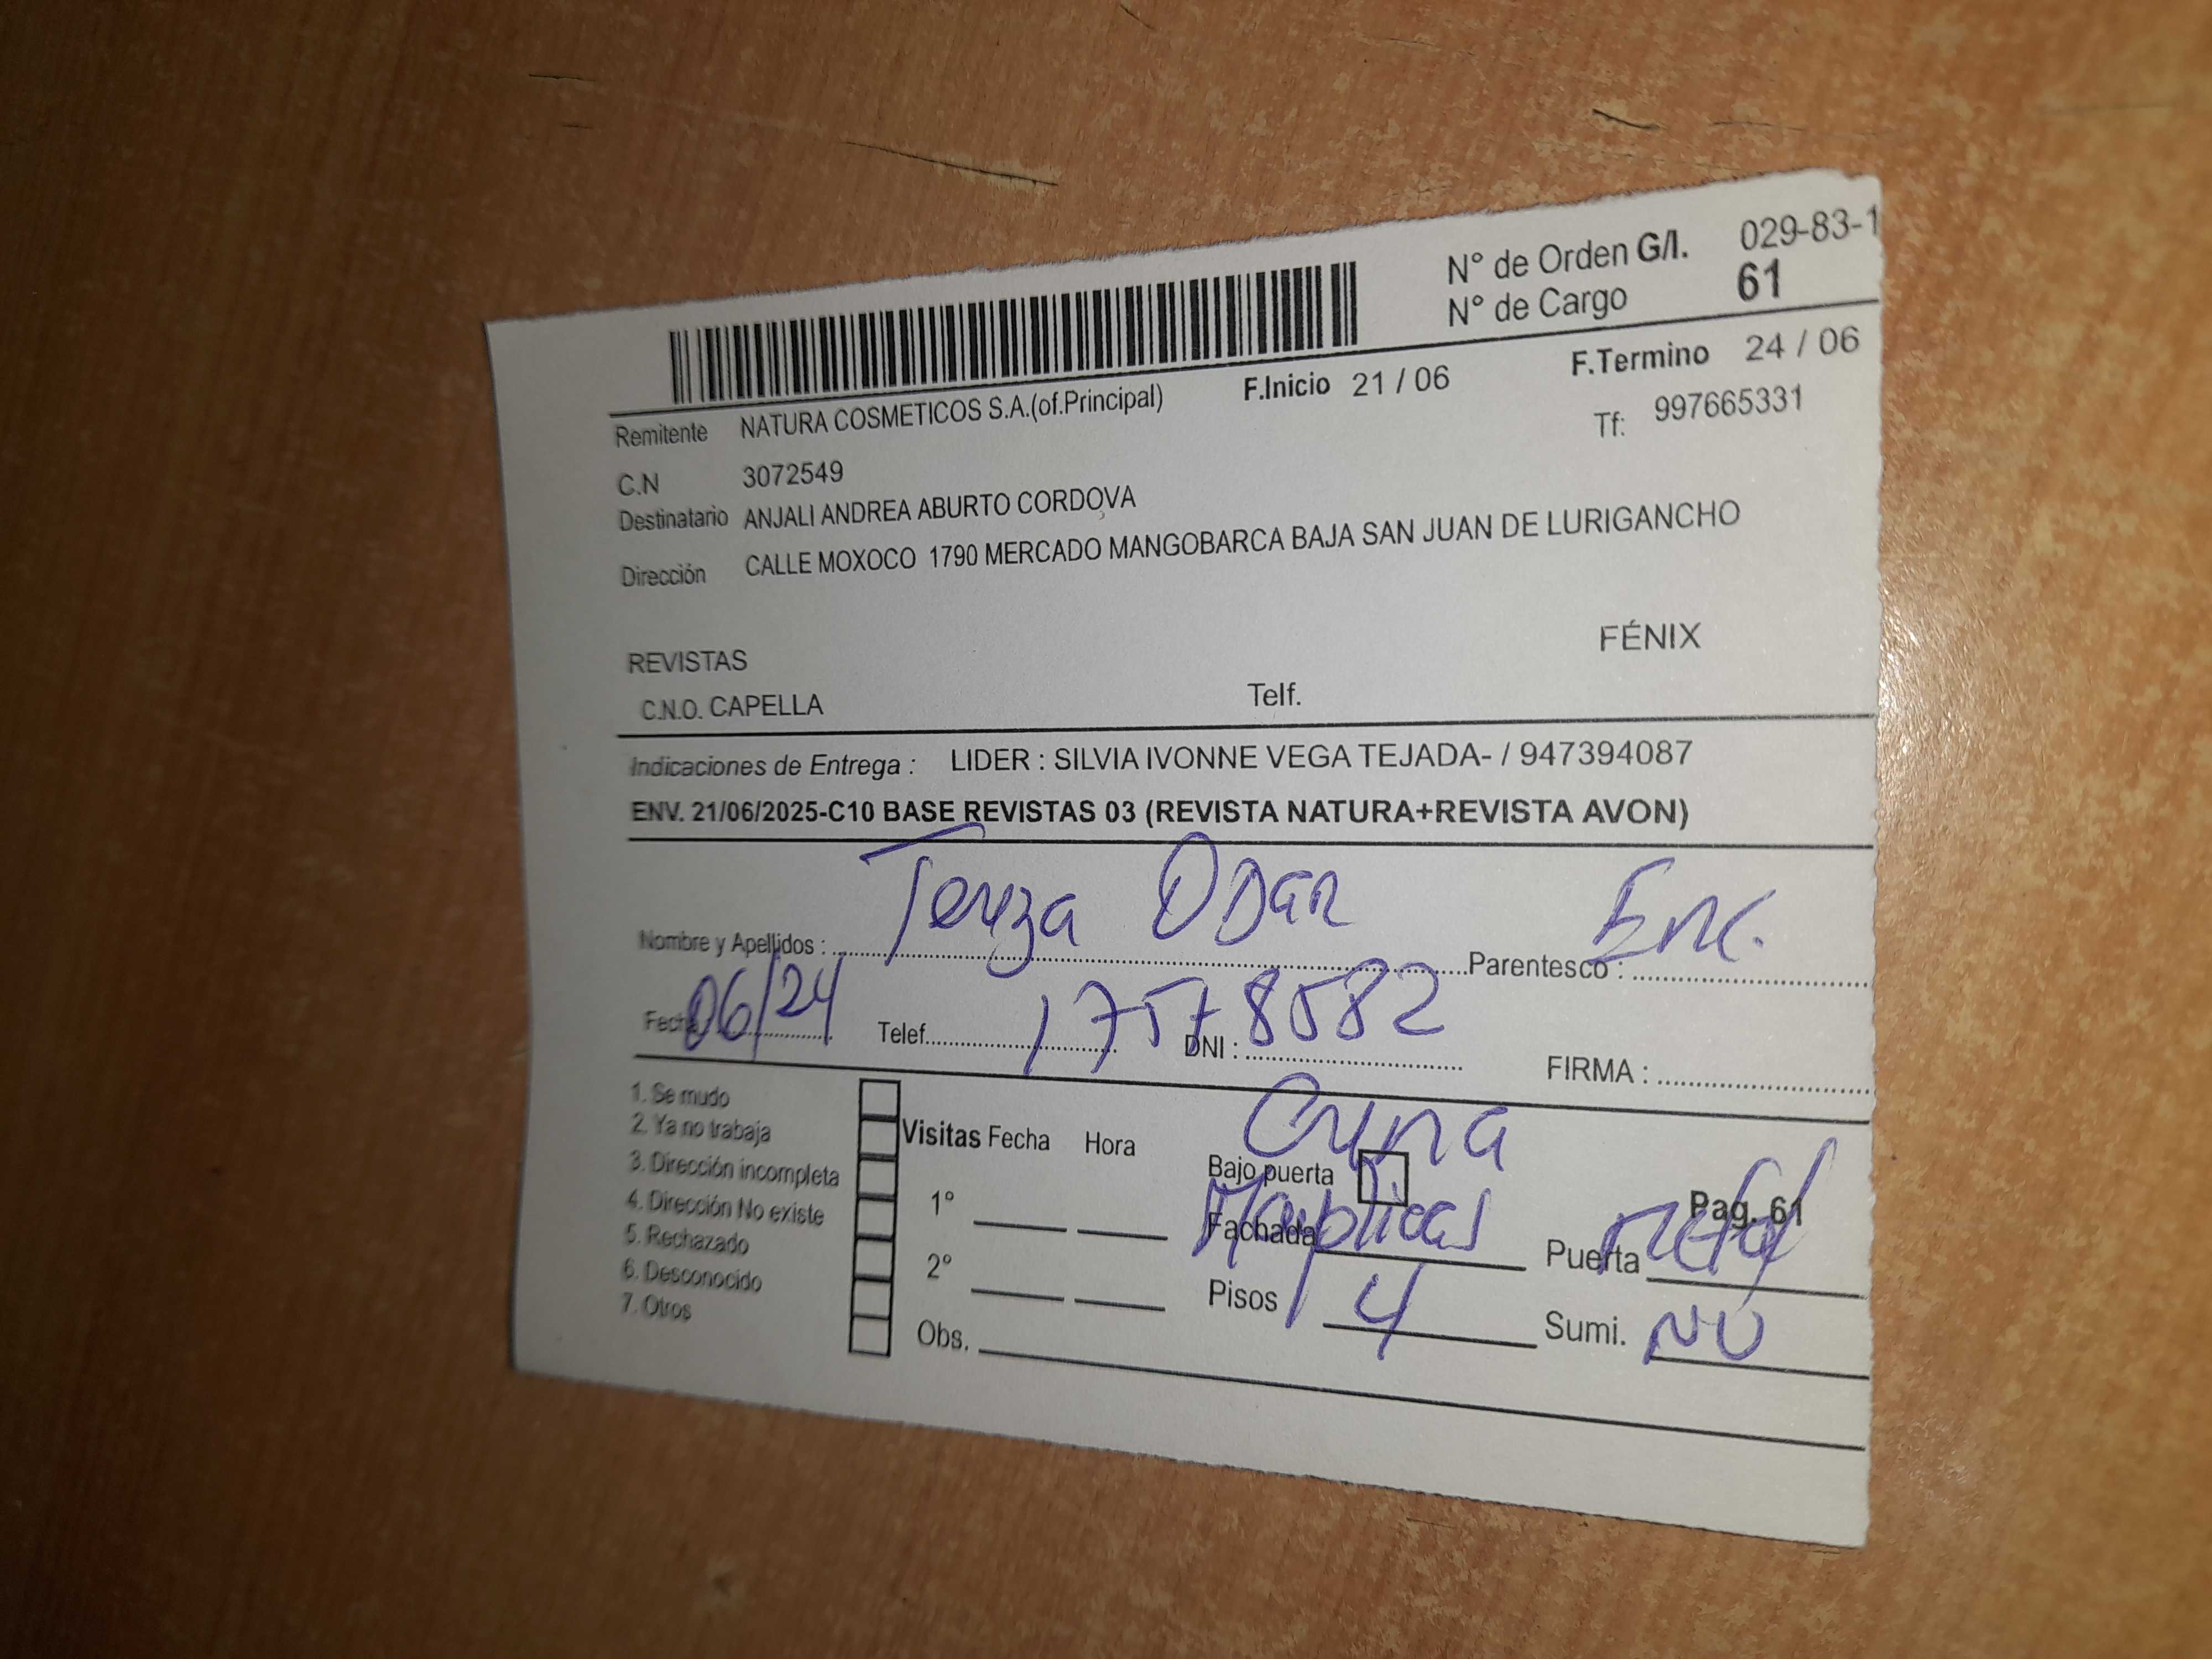 N° de Orden G/I. 029-83-1
N° de Cargo 61
F.Inicio 21 / 06 F.Termino 24 / 06
Remitente NATURA COSMETICOS S.A.(of.Principal) Tf: 997665331
C.N 3072549
Destinatario ANJALI ANDREA ABURTO CORDOVA
Dirección CALLE MOXOCO 1790 MERCADO MANGOBARCA BAJA SAN JUAN DE LURIGANCHO
REVISTAS FÉNIX
C.N.O. CAPELLA Telf.
Indicaciones de Entrega : LIDER : SILVIA IVONNE VEGA TEJADA- / 947394087
ENV. 21/06/2025-C10 BASE REVISTAS 03 (REVISTA NATURA+REVISTA AVON)
Nombre y Apellidos : Tereza ODar Parentesco : Enc.
Fecha 06/24 Telef. DNI : 17578582 FIRMA :
1. Se mudo
2. Ya no trabaja
3. Dirección incompleta
4. Dirección No existe
5. Rechazado
6. Desconocido
7. Otros
Visitas Fecha Hora
1°
2°
Obs.
Bajo puerta
Fachada
Pisos 4
Pag. 61
Puerta
Sumi. NO